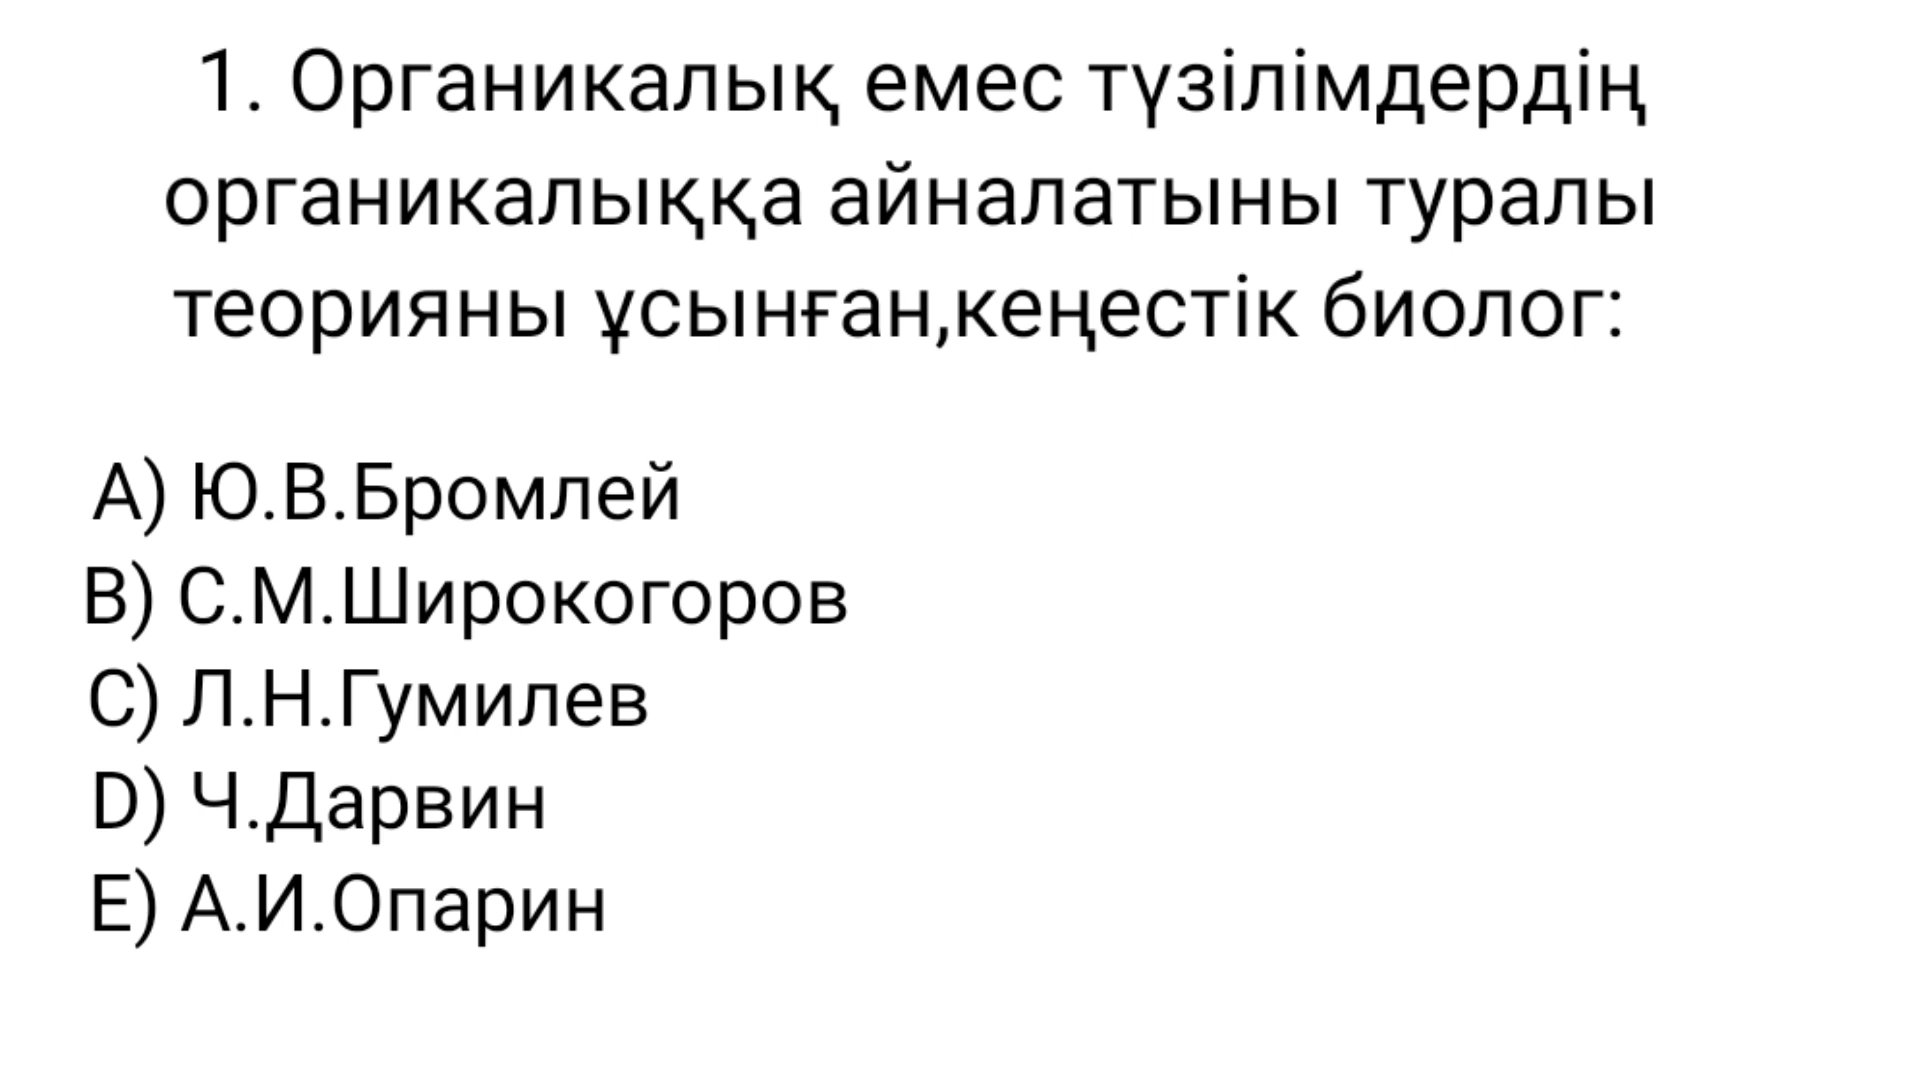 1. Органикалық емес түзілімдердің
органикалыққа айналатыны туралы
теорияны ұсынған,кеңестік биолог:
A) Ю.В.Бромлей
B) С.М.Широкогоров
C) Л.Н.Гумилев
D) Ч.Дарвин
E) А.И.Опарин